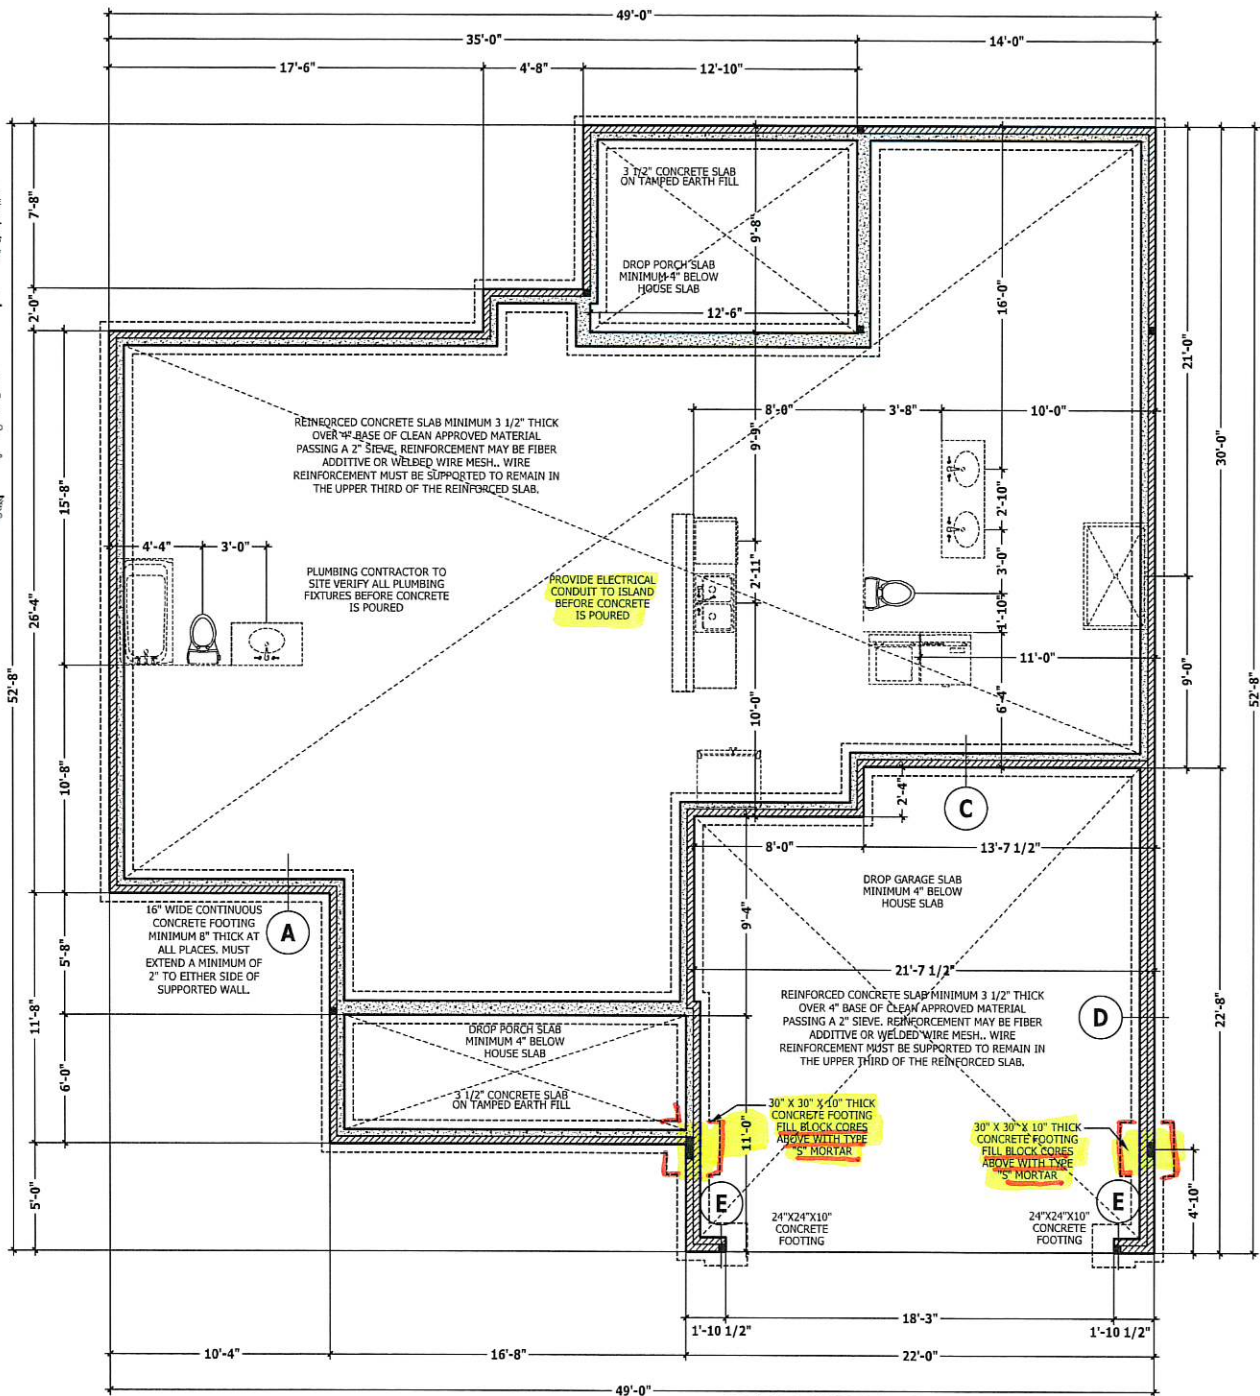 49'-0"
35'-0"
14'-0"
17'-6"
4'-8"
12'-10"
7'-8"
2'-0"
3 1/2" CONCRETE SLAB
ON TAMPED EARTH FILL
9'-8"
DROP PORCH SLAB
MINIMUM 4" BELOW
HOUSE SLAB
12'-6"
16'-0"
21'-0"
30'-0"
8'-0"
3'-8"
10'-0"
9'-9"
REINFORCED CONCRETE SLAB MINIMUM 3 1/2" THICK
OVER 4" BASE OF CLEAN APPROVED MATERIAL
PASSING A 2" SIEVE. REINFORCEMENT MAY BE FIBER
ADDITIVE OR WELDED WIRE MESH.. WIRE
REINFORCEMENT MUST BE SUPPORTED TO REMAIN IN
THE UPPER THIRD OF THE REINFORCED SLAB.
15'-8"
2'-10"
4'-4"
3'-0"
PLUMBING CONTRACTOR TO
SITE VERIFY ALL PLUMBING
FIXTURES BEFORE CONCRETE
IS POURED
PROVIDE ELECTRICAL
CONDUIT TO ISLAND
BEFORE CONCRETE
IS POURED
2'-11"
3'-0"
1'-10"
26'-4"
52'-8"
11'-0"
9'-0"
6'-4"
52'-8"
10'-0"
10'-8"
2'-4"
C
8'-0"
13'-7 1/2"
DROP GARAGE SLAB
MINIMUM 4" BELOW
HOUSE SLAB
16" WIDE CONTINUOUS
CONCRETE FOOTING
MINIMUM 8" THICK AT
ALL PLACES. MUST
EXTEND A MINIMUM OF
2" TO EITHER SIDE OF
SUPPORTED WALL.
A
9'-4"
5'-8"
21'-7 1/2"
11'-8"
REINFORCED CONCRETE SLAB MINIMUM 3 1/2" THICK
OVER 4" BASE OF CLEAN APPROVED MATERIAL
PASSING A 2" SIEVE. REINFORCEMENT MAY BE FIBER
ADDITIVE OR WELDED WIRE MESH.. WIRE
REINFORCEMENT MUST BE SUPPORTED TO REMAIN IN
THE UPPER THIRD OF THE REINFORCED SLAB.
D
22'-8"
DROP PORCH SLAB
MINIMUM 4" BELOW
HOUSE SLAB
6'-0"
3 1/2" CONCRETE SLAB
ON TAMPED EARTH FILL
30" X 30" X 10" THICK
CONCRETE FOOTING
FILL BLOCK CORES
ABOVE WITH TYPE
"S" MORTAR
11'-0"
30" X 30" X 10" THICK
CONCRETE FOOTING
FILL BLOCK CORES
ABOVE WITH TYPE
"S" MORTAR
5'-0"
4'-10"
E
E
24"X24"X10"
CONCRETE
FOOTING
24"X24"X10"
CONCRETE
FOOTING
18'-3"
1'-10 1/2"
1'-10 1/2"
10'-4"
16'-8"
22'-0"
49'-0"